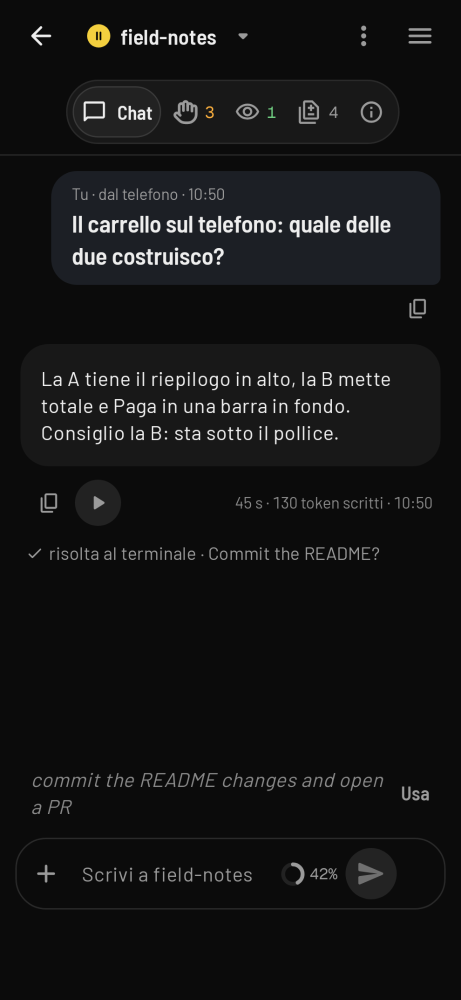 field-notes
Chat
3
1
4
Tu · dal telefono · 10:50
Il carrello sul telefono: quale delle
due costruisco?
La A tiene il riepilogo in alto, la B mette
totale e Paga in una barra in fondo.
Consiglio la B: sta sotto il pollice.
45 s · 130 token scritti · 10:50
risolta al terminale · Commit the README?
commit the README changes and open
a PR
Usa
Scrivi a field-notes
42%